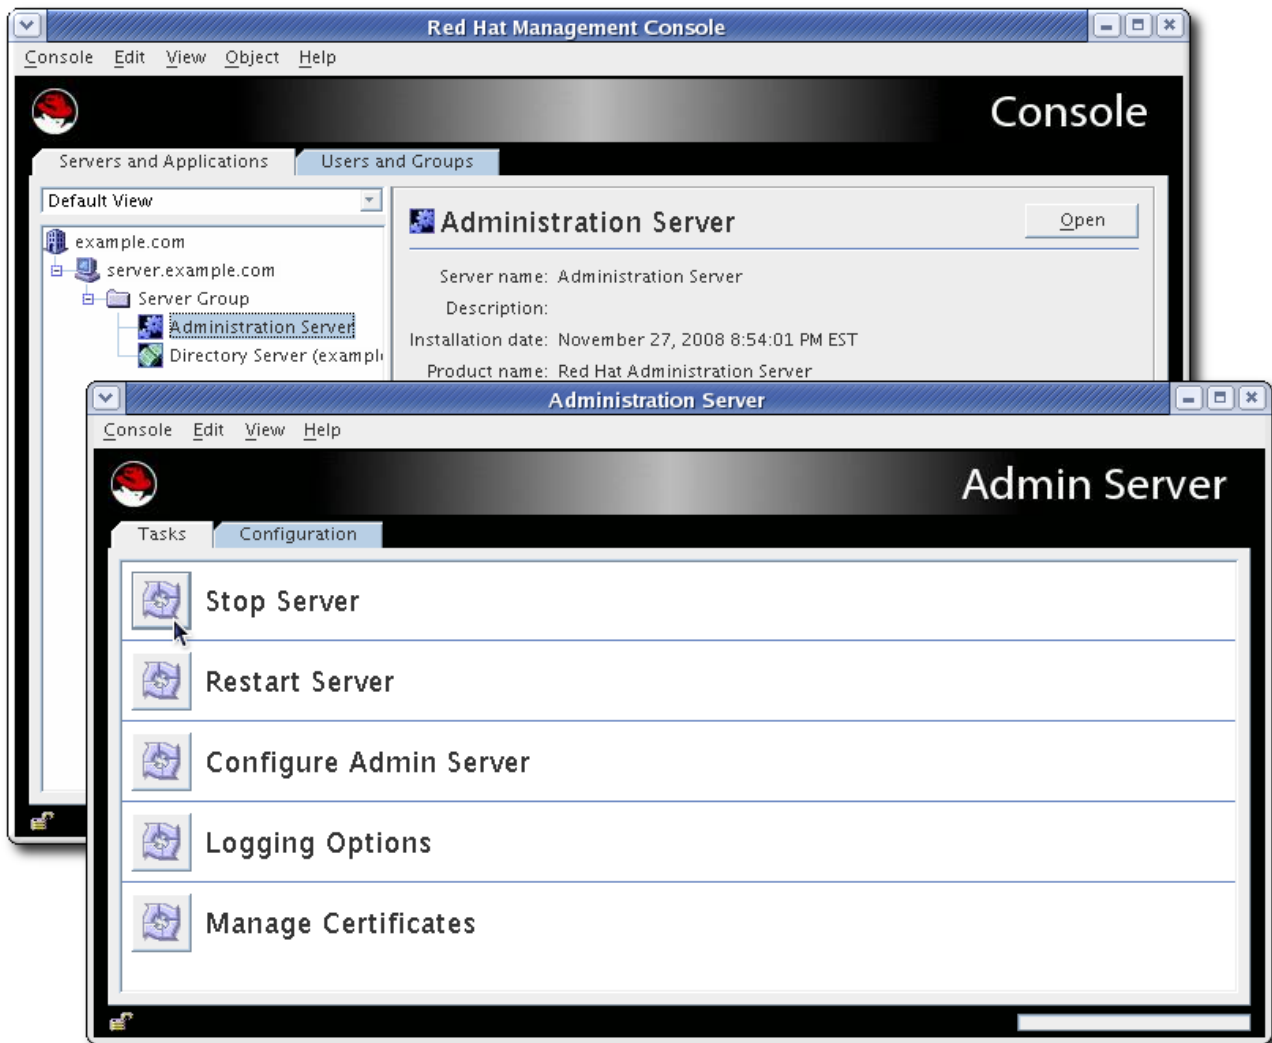 Red Hat Management Console
Console Edit View Object Help
Console
Servers and Applications Users and Groups
Default View
example.com
server.example.com
Server Group
Administration Server
Directory Server (exampl
Administration Server
Open
Server name: Administration Server
Description:
Installation date: November 27, 2008 8:54:01 PM EST
Product name: Red Hat Administration Server
Administration Server
Console Edit View Help
Admin Server
Tasks Configuration
Stop Server
Restart Server
Configure Admin Server
Logging Options
Manage Certificates